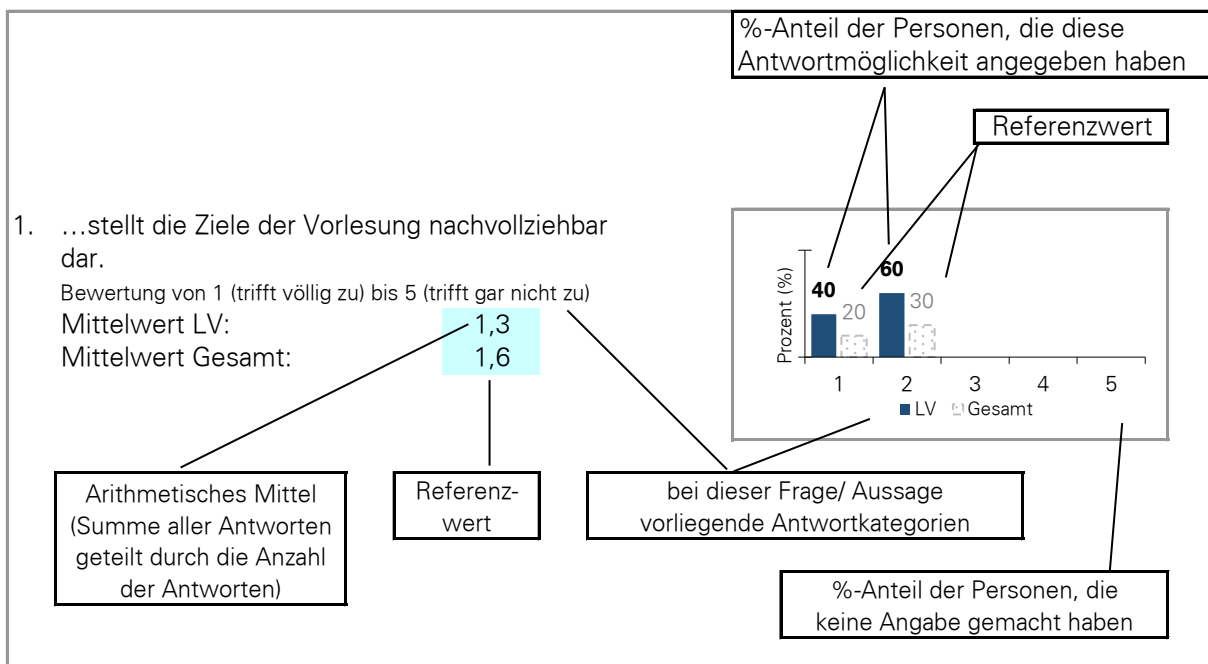 %-Anteil der Personen, die diese
Antwortmöglichkeit angegeben haben
Referenzwert
1. …stellt die Ziele der Vorlesung nachvollziehbar
dar.
Bewertung von 1 (trifft völlig zu) bis 5 (trifft gar nicht zu)
Mittelwert LV: 1,3
Mittelwert Gesamt: 1,6
Prozent (%)
40 20 60 30
1 2 3 4 5
LV Gesamt
Arithmetisches Mittel
(Summe aller Antworten
geteilt durch die Anzahl
der Antworten)
Referenz-
wert
bei dieser Frage/ Aussage
vorliegende Antwortkategorien
%-Anteil der Personen, die
keine Angabe gemacht haben